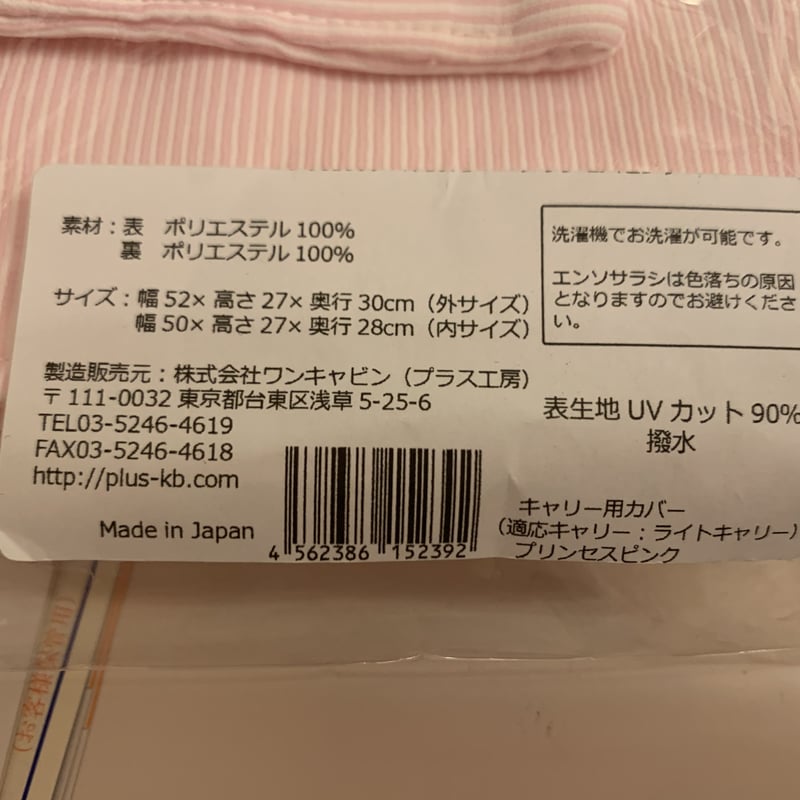 素材：表　ポリエステル 100%
裏　ポリエステル 100%
サイズ：幅 52× 高さ 27× 奥行 30cm（外サイズ）
幅 50× 高さ 27× 奥行 28cm（内サイズ）
製造販売元：株式会社ワンキャビン（プラス工房）
〒 111-0032 東京都台東区浅草 5-25-6
TEL03-5246-4619
FAX03-5246-4618
http://plus-kb.com
Made in Japan
4 562386 152392
洗濯機でお洗濯が可能です。
エンソサラシは色落ちの原因
となりますのでお避けくださ
い。
表生地 UV カット 90%
撥水
キャリー用カバー
（適応キャリー：ライトキャリー）
プリンセスピンク
（お客様保管用）